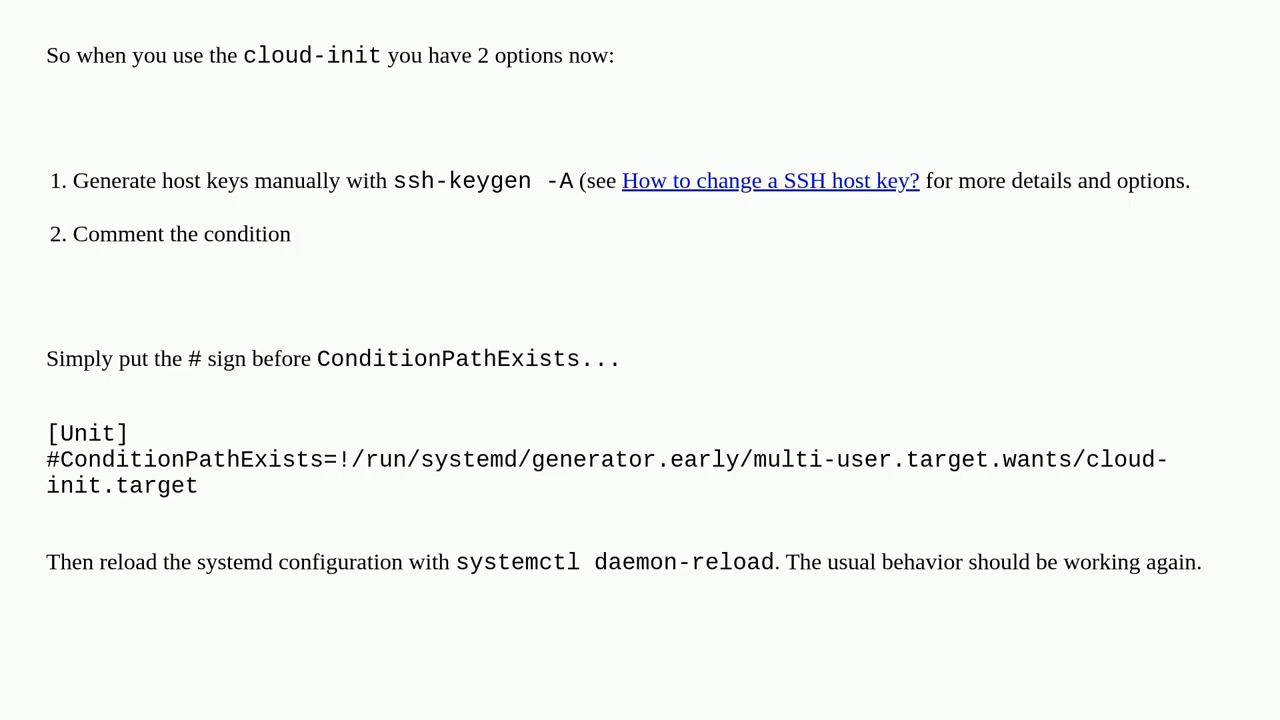 So when you use the cloud-init you have 2 options now:
1. Generate host keys manually with ssh-keygen -A (see How to change a SSH host key? for more details and options.
2. Comment the condition
Simply put the # sign before ConditionPathExists...
[Unit]
#ConditionPathExists=!/run/systemd/generator.early/multi-user.target.wants/cloud-
init.target
Then reload the systemd configuration with systemctl daemon-reload. The usual behavior should be working again.